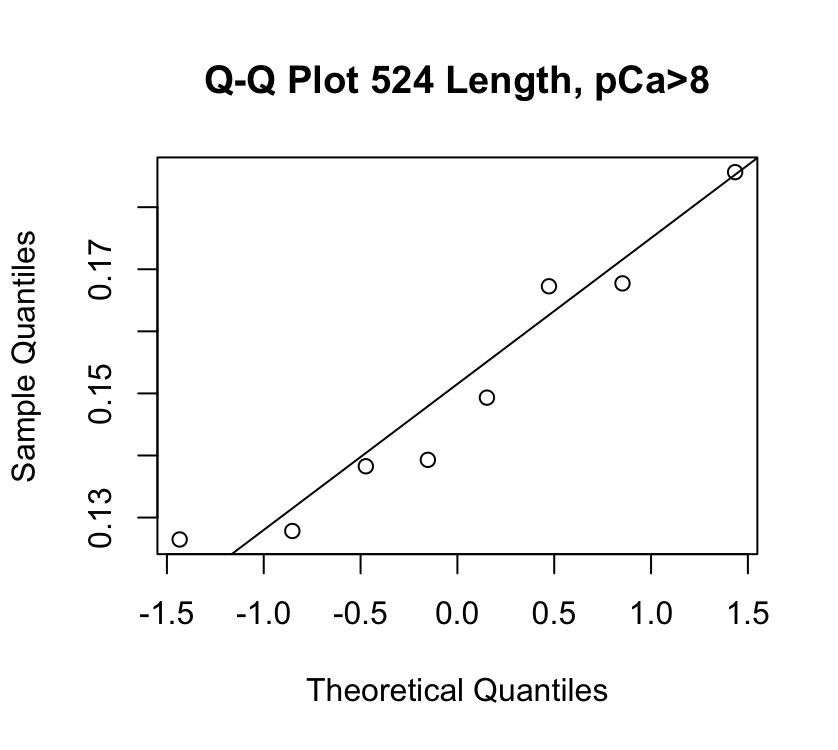 Q-Q Plot 524 Length, pCa>8
Sample Quantiles
0.17
0.15
0.13
-1.5 -1.0 -0.5 0.0 0.5 1.0 1.5
Theoretical Quantiles